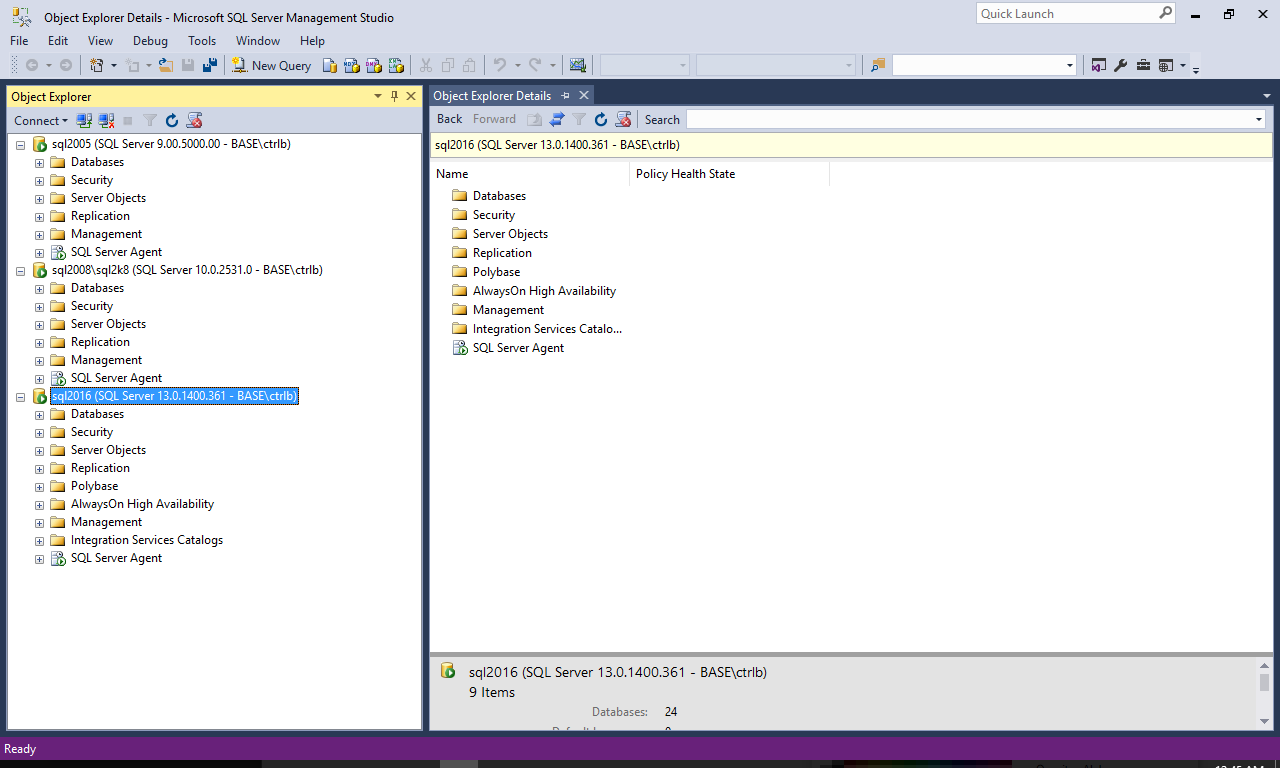 Object Explorer Details - Microsoft SQL Server Management Studio
Quick Launch
File Edit View Debug Tools Window Help
New Query
Object Explorer
Connect
sql2005 (SQL Server 9.00.5000.00 - BASE\ctrlb)
Databases
Security
Server Objects
Replication
Management
SQL Server Agent
sql2008\sql2k8 (SQL Server 10.0.2531.0 - BASE\ctrlb)
Databases
Security
Server Objects
Replication
Management
SQL Server Agent
sql2016 (SQL Server 13.0.1400.361 - BASE\ctrlb)
Databases
Security
Server Objects
Replication
Polybase
AlwaysOn High Availability
Management
Integration Services Catalogs
SQL Server Agent
Object Explorer Details
Back Forward Search
sql2016 (SQL Server 13.0.1400.361 - BASE\ctrlb)
Name Policy Health State
Databases
Security
Server Objects
Replication
Polybase
AlwaysOn High Availability
Management
Integration Services Catalo...
SQL Server Agent
sql2016 (SQL Server 13.0.1400.361 - BASE\ctrlb)
9 Items
Databases: 24
Ready